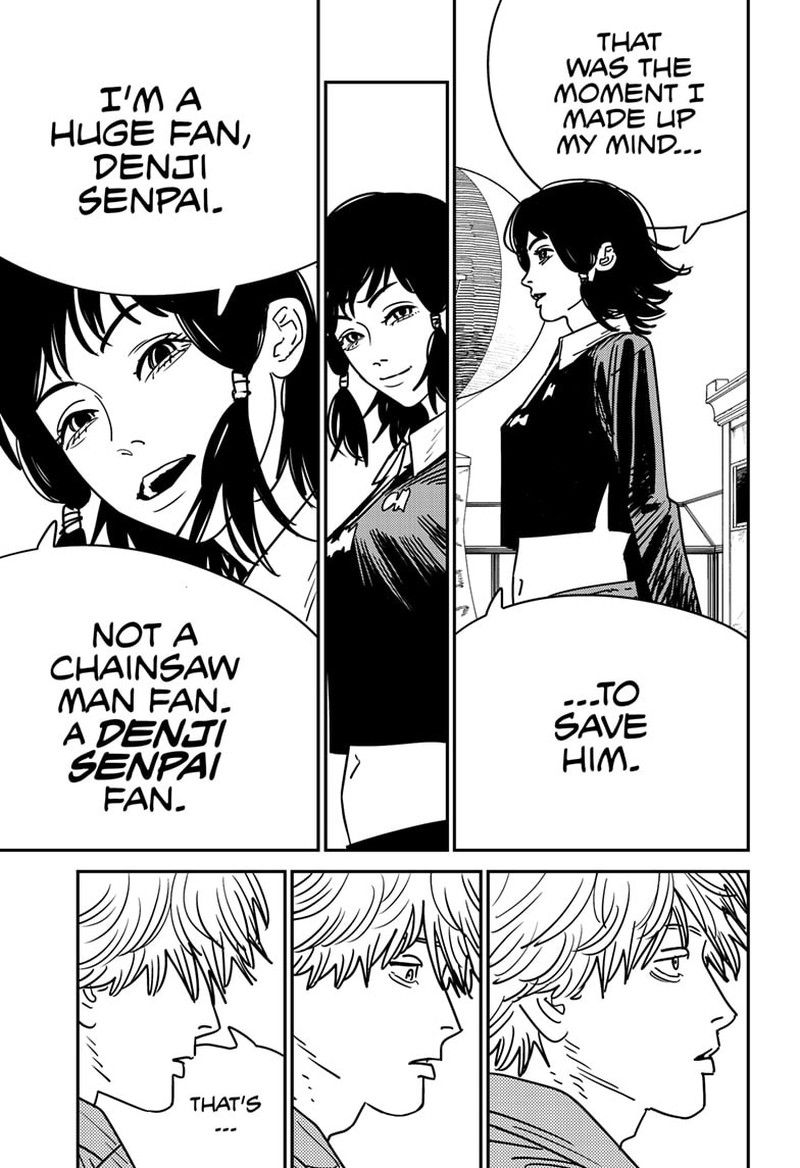 THAT
WAS THE
MOMENT I
MADE UP
MY MIND...
...TO
SAVE
HIM.
I'M A
HUGE FAN,
DENJI
SENPAI.
NOT A
CHAINSAW
MAN FAN.
A DENJI
SENPAI
FAN.
THAT'S
...